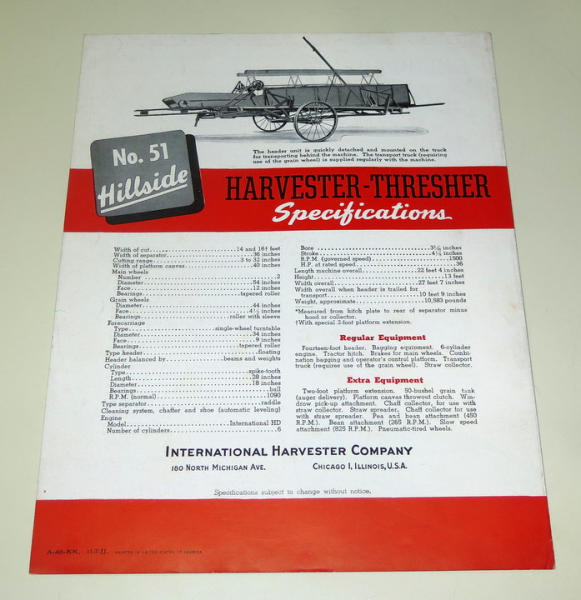 The header unit is quickly detached and mounted on the truck
for transporting behind the machine. The transport truck (requiring
use of the grain wheel) is supplied regularly with the machine.
No. 51
Hillside
HARVESTER-THRESHER
Specifications
Width of cut 14 and 16† feet
Width of separator 36 inches
Cutting range 3 to 32 inches
Width of platform canvas 40 inches
Main wheels
Number 2
Diameter 54 inches
Face 12 inches
Bearings tapered roller
Grain wheels
Diameter 44 inches
Face 4½ inches
Bearings roller with sleeve
Forecarriage
Type single-wheel turntable
Diameter 34 inches
Face 9 inches
Bearings tapered roller
Type header floating
Header balanced by beams and weights
Cylinder
Type spike-tooth
Length 28 inches
Diameter 18 inches
Bearings ball
R.P.M. (normal) 1090
Type separator raddle
Cleaning system, chaffer and shoe (automatic leveling)
Engine
Model International HD
Number of cylinders 6
Bore inches
Stroke inches
R.P.M. (governed speed) 1500
H.P. at rated speed 36
Length machine overall 22 feet 4 inches
Height 13 feet
Width overall 22 feet 7 inches
Width overall when header is trailed for
transport 10 feet 9 inches
Weight, approximate 10,583 pounds
*Measured from hitch plate to rear of separator minus
hood or collector.
†With special 2-foot platform extension.
Regular Equipment
Fourteen-foot header. Bagging equipment. 6-cylinder
engine. Tractor hitch. Brakes for main wheels. Combi-
nation bagging and operator's control platform. Transport
truck (requires use of the grain wheel). Straw collector.
Extra Equipment
Two-foot platform extension. 50-bushel grain tank
(auger delivery). Platform canvas throwout clutch. Win-
drow pick-up attachment. Chaff collector, for use with
straw collector. Straw spreader. Chaff collector for use
with straw spreader. Pea and bean attachment (450
R.P.M.). Bean attachment (265 R.P.M.). Slow speed
attachment (825 R.P.M.). Pneumatic-tired wheels.
INTERNATIONAL HARVESTER COMPANY
180 NORTH MICHIGAN AVE. CHICAGO 1, ILLINOIS, U.S.A.
Specifications subject to change without notice.
PRINTED IN UNITED STATES OF AMERICA